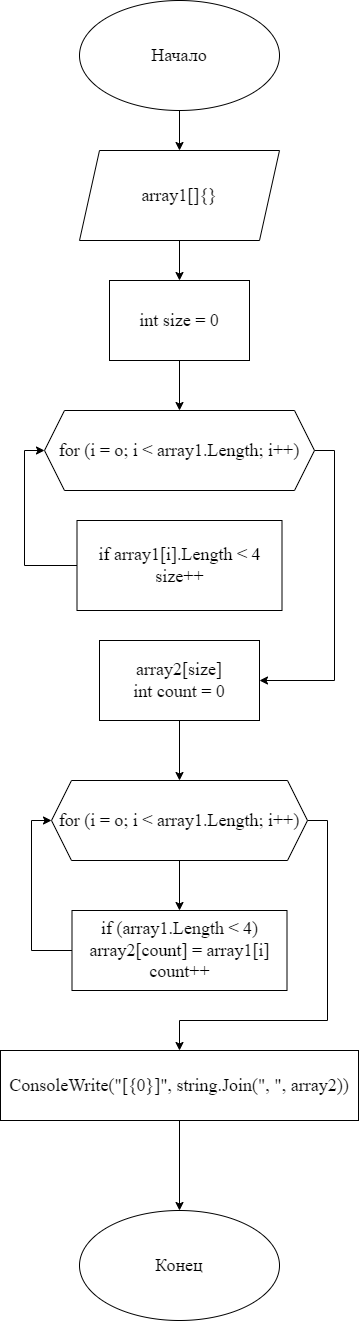 Начало
array1[]{}
int size = 0
for (i = o; i < array1.Length; i++)
if array1[i].Length < 4
size++
array2[size]
int count = 0
for (i = o; i < array1.Length; i++)
if (array1.Length < 4)
array2[count] = array1[i]
count++
ConsoleWrite("[{0}]", string.Join(", ", array2))
Конец